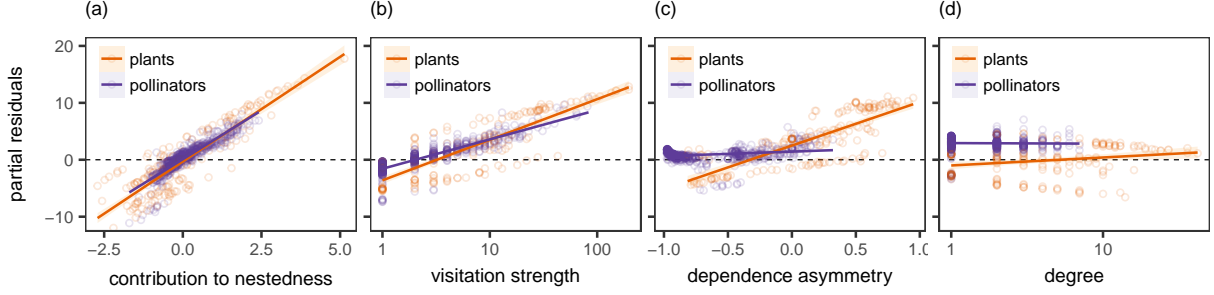 (a) (b) (c) (d)
plants plants plants plants
pollinators pollinators pollinators pollinators
partial residuals
20
10
0
−10
−2.5 0.0 2.5 5.0 1 10 100 −1.0 −0.5 0.0 0.5 1.0 1 10
contribution to nestedness visitation strength dependence asymmetry degree